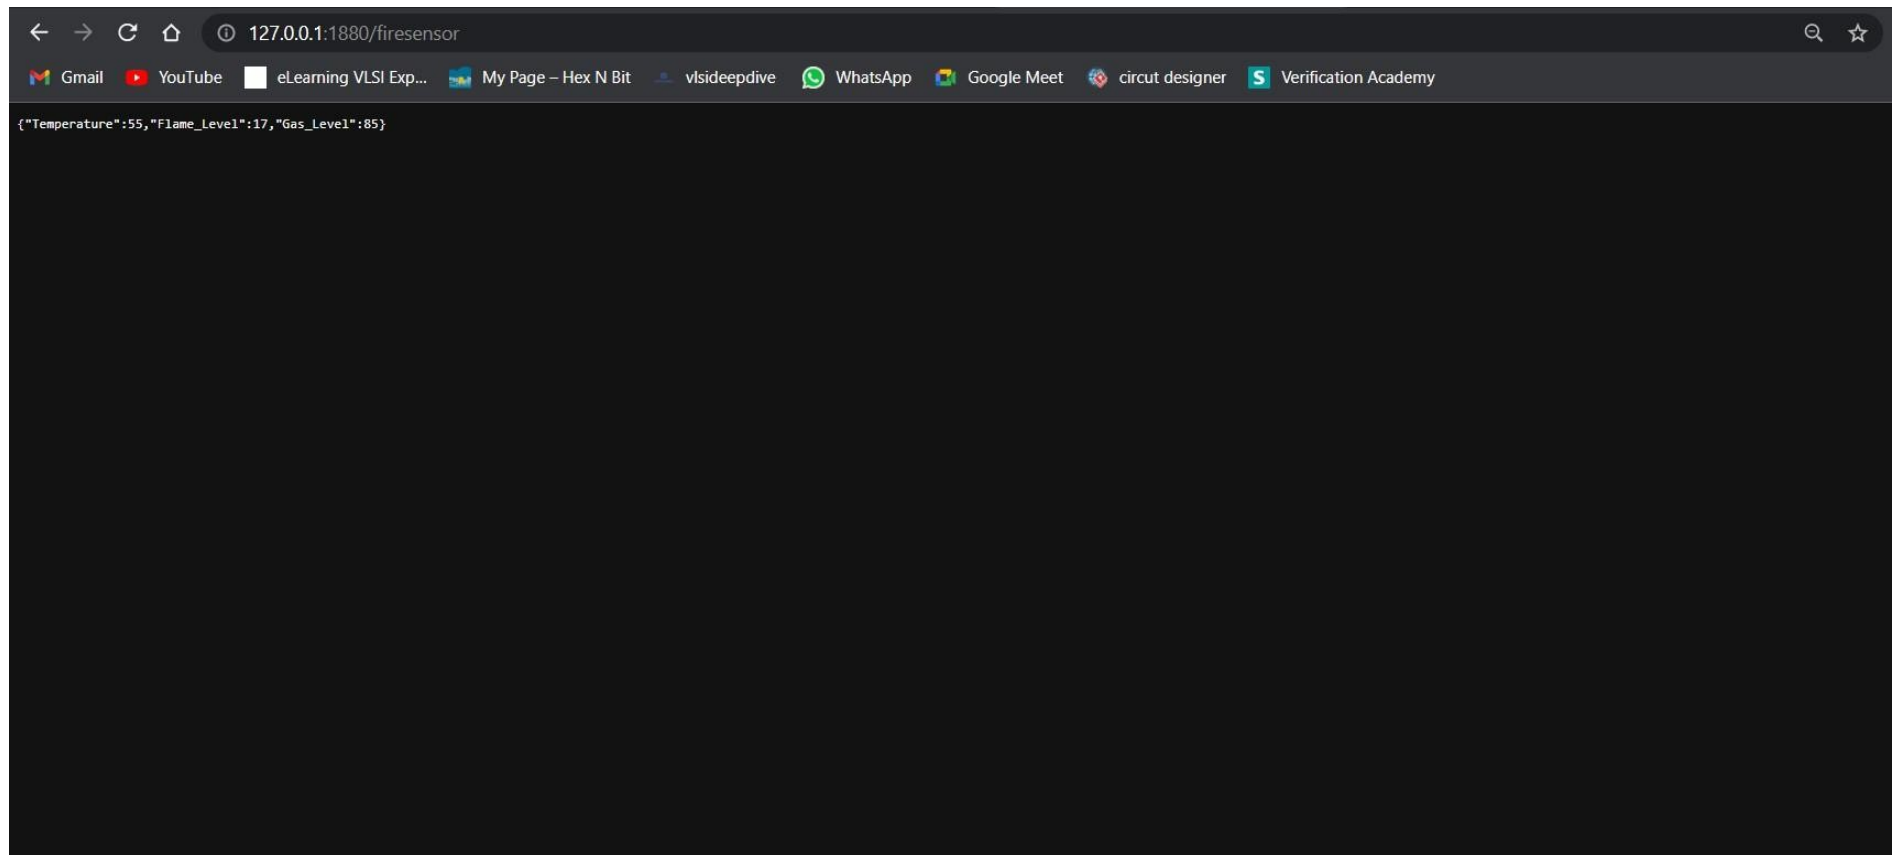 127.0.0.1:1880/firesensor
Gmail YouTube eLearning VLSI Exp... My Page – Hex N Bit vlsideepdive WhatsApp Google Meet circut designer S Verification Academy
{"Temperature":55,"Flame_Level":17,"Gas_Level":85}